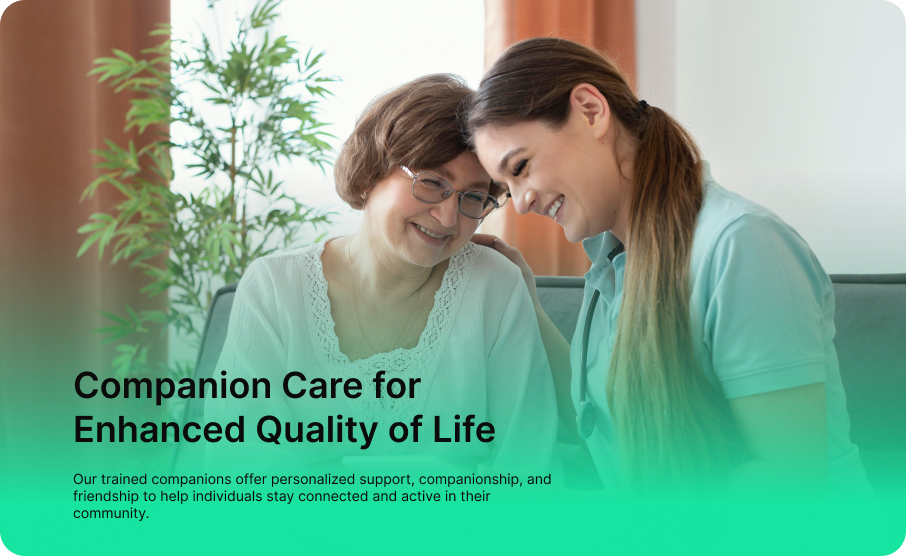 Companion Care for
Enhanced Quality of Life
Our trained companions offer personalized support, companionship, and
friendship to help individuals stay connected and active in their
community.